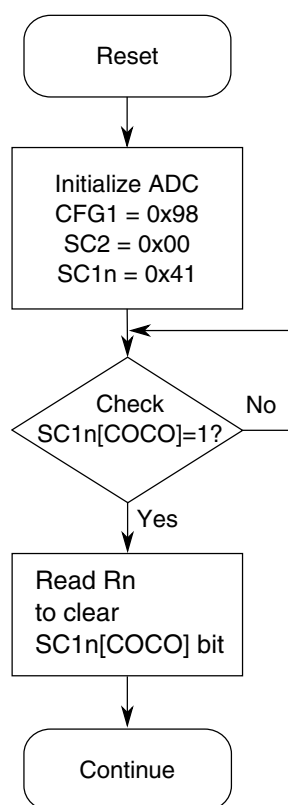 Reset
Initialize ADC
CFG1 = 0x98
SC2 = 0x00
SC1n = 0x41
Check
SC1n[COCO]=1?
No
Yes
Read Rn
to clear
SC1n[COCO] bit
Continue